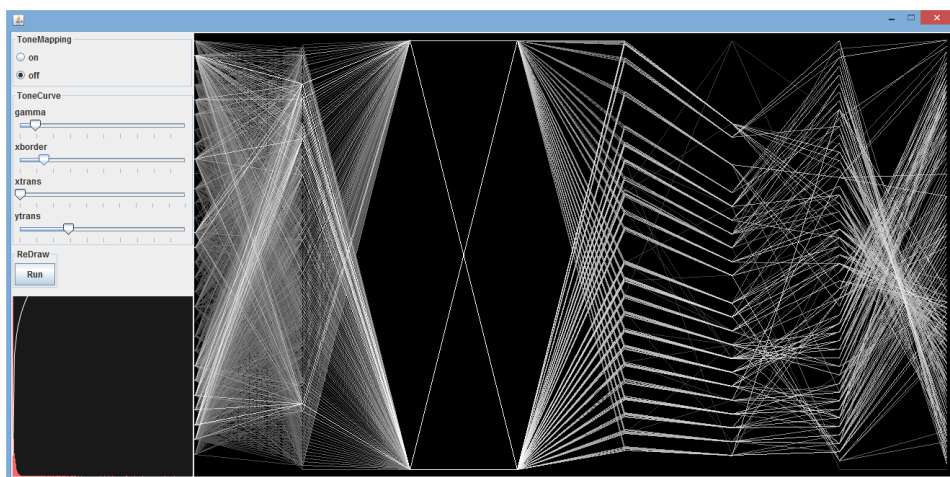 ToneMapping
on
off
ToneCurve
gamma
xborder
xtrans
ytrans
ReDraw
Run